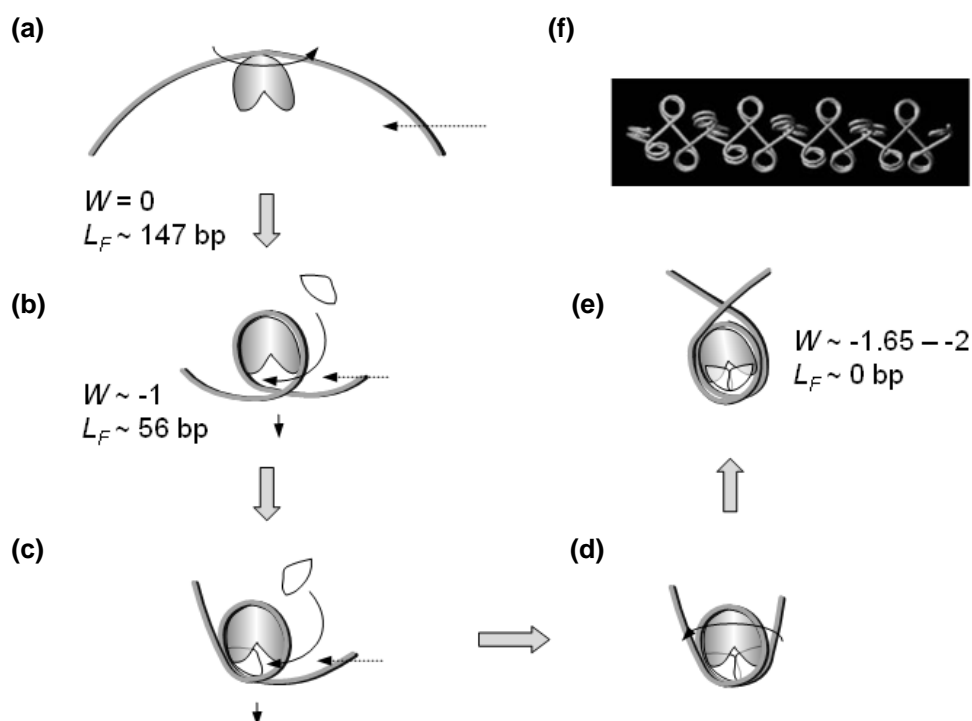 (a)
(f)
W = 0
L_F ~ 147 bp
(b)
(e)
W ~ -1.65 – -2
L_F ~ 0 bp
W ~ -1
L_F ~ 56 bp
(c)
(d)